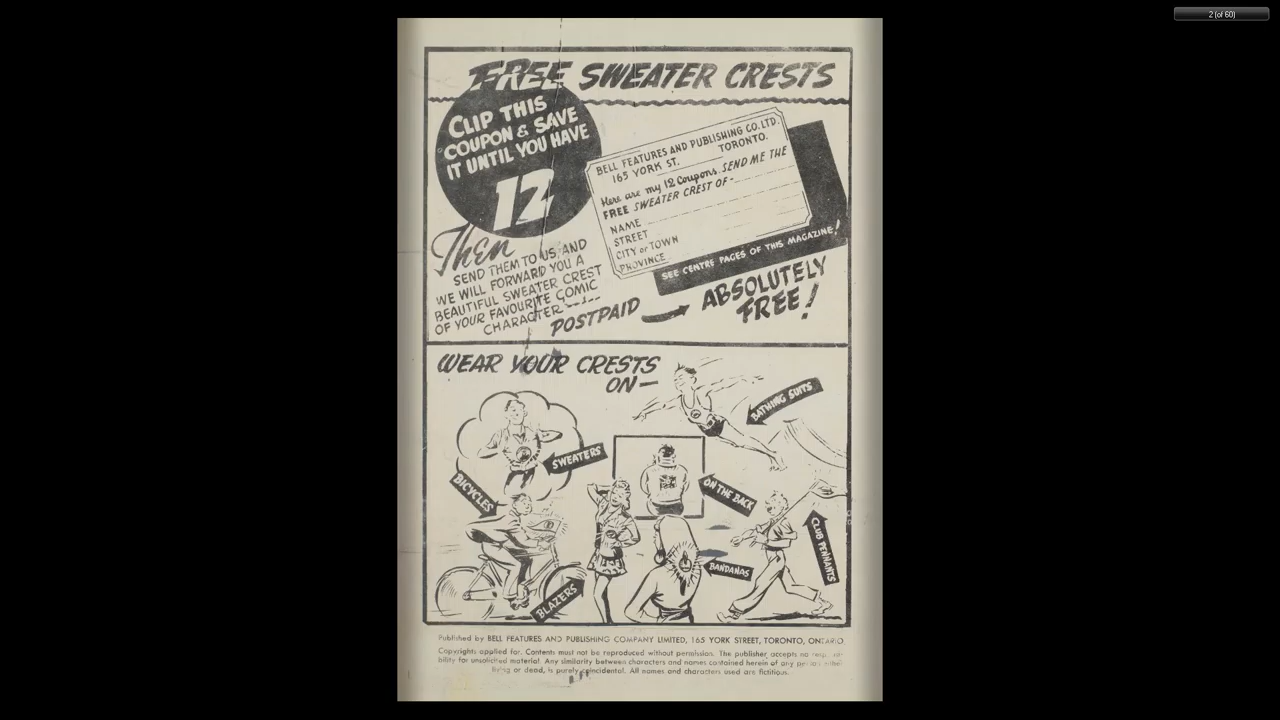 2 (of 60)
FREE SWEATER CRESTS
CLIP THIS
COUPON & SAVE
IT UNTIL YOU HAVE
12
Then
SEND THEM TO US, AND
WE WILL FORWARD YOU A
BEAUTIFUL SWEATER CREST
OF YOUR FAVOURITE COMIC
CHARACTER
BELL FEATURES AND PUBLISHING CO. LTD.
165 YORK ST. TORONTO.
Here are my 12 Coupons. SEND ME THE
FREE SWEATER CREST OF -
NAME
STREET
CITY or TOWN
PROVINCE
SEE CENTRE PAGES OF THIS MAGAZINE!
POSTPAID
ABSOLUTELY
FREE!
WEAR YOUR CRESTS
ON —
BATHING SUITS
SWEATERS
BICYCLES
ON THE BACK
CLUB PENNANTS
BANDANAS
BLAZERS
Published by BELL FEATURES AND PUBLISHING COMPANY LIMITED, 165 YORK STREET, TORONTO, ONTARIO
Copyrights applied for. Contents must not be reproduced without permission. The publisher accepts no
bility for unsolicited material. Any similarity between characters and names contained herein of any
living or dead, is purely coincidental. All names and characters used are fictitious.